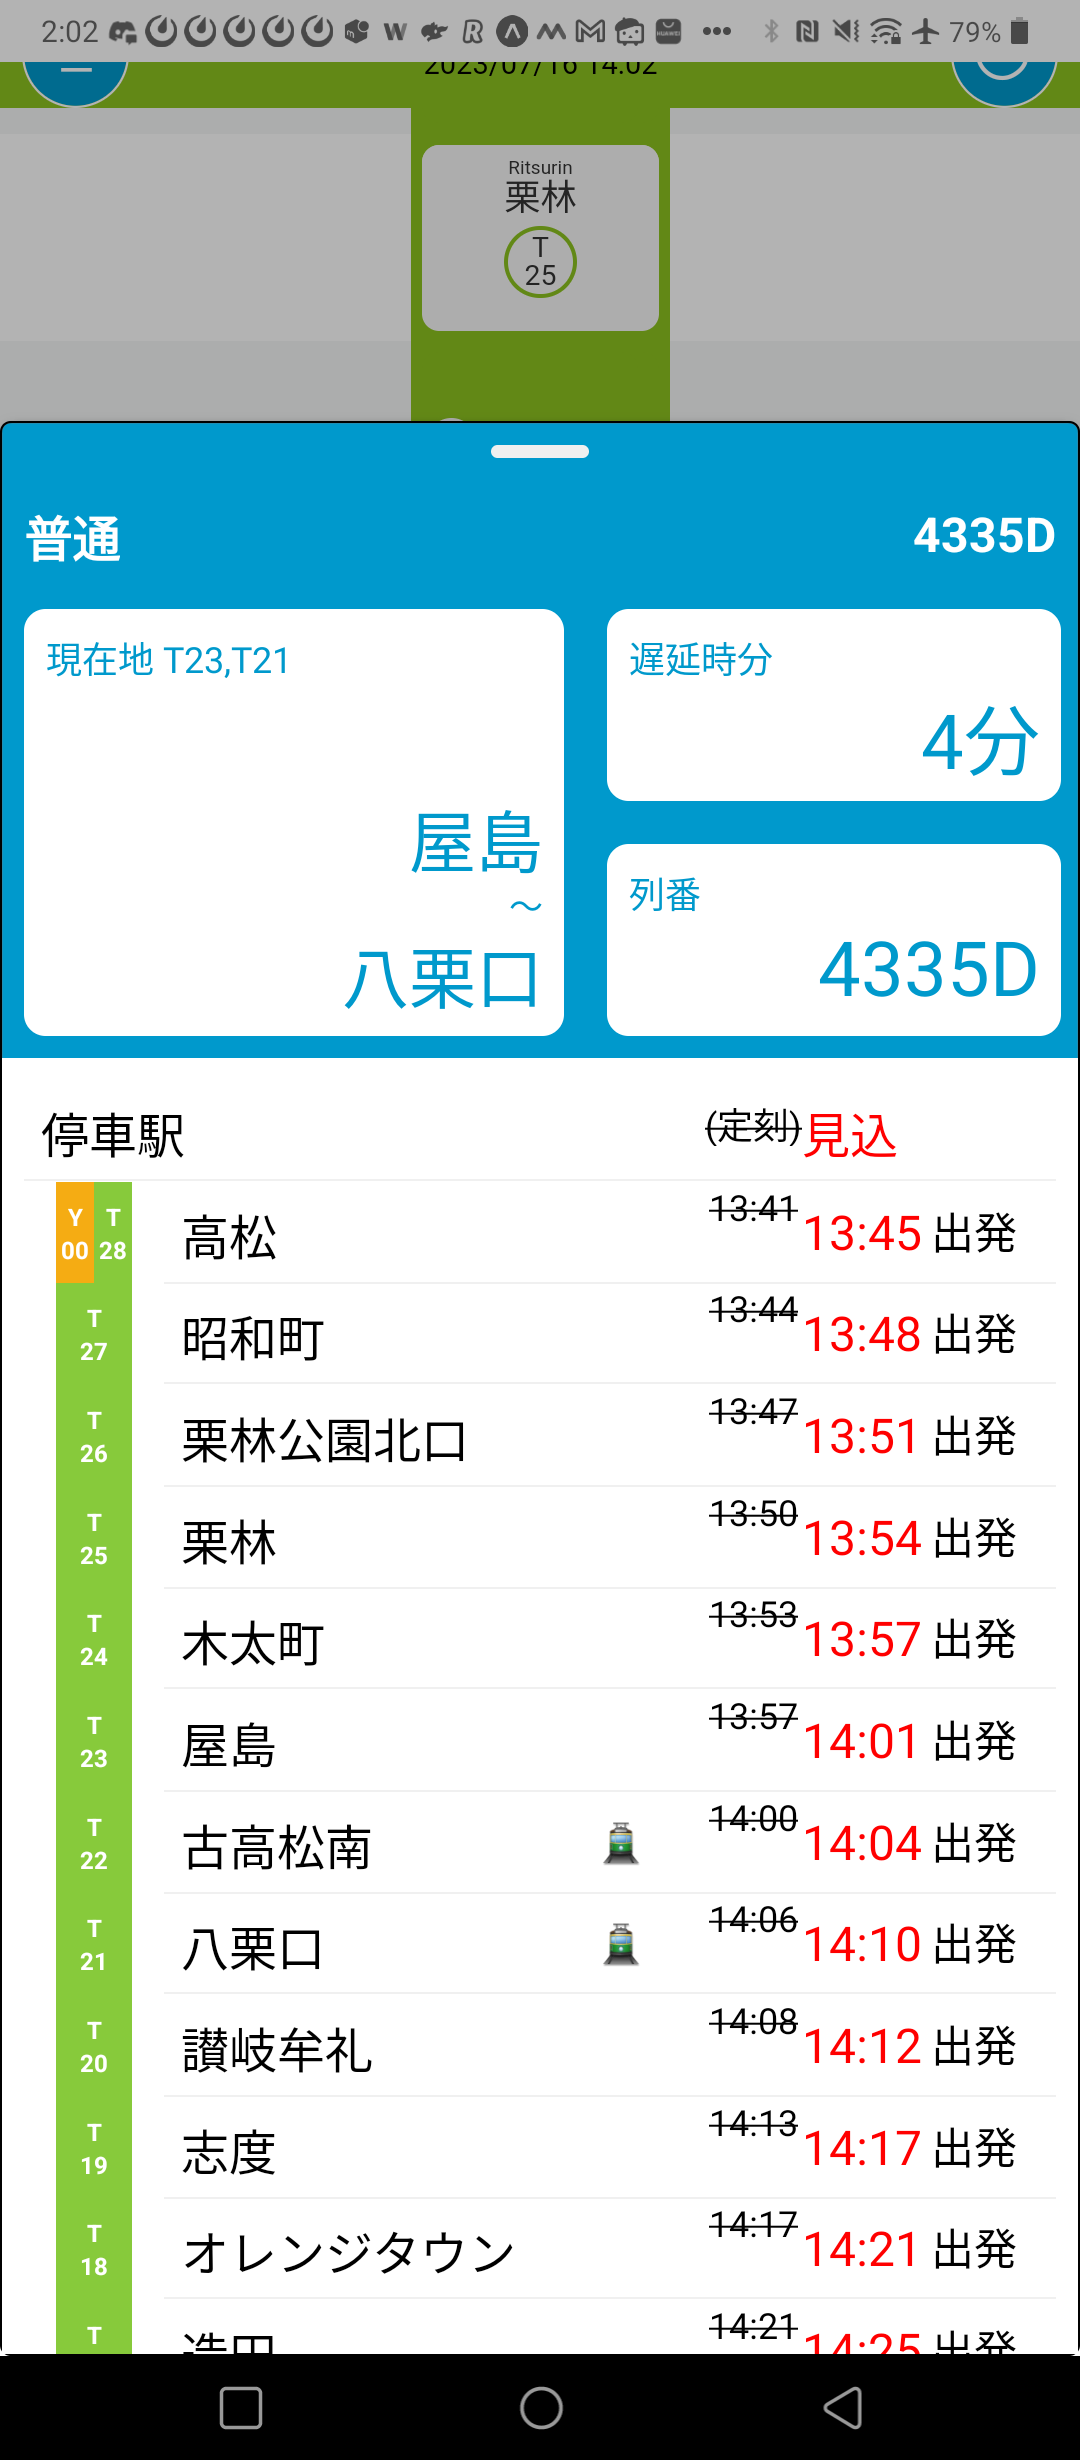 2:02 79%
2023/07/16 14:02
Ritsurin
栗林
T
25
普通 4335D
現在地 T23,T21
屋島
～
八栗口
遅延時分
4分
列番
4335D
停車駅 (定刻)見込
Y 00 T 28 高松 13:41 13:45 出発
T 27 昭和町 13:44 13:48 出発
T 26 栗林公園北口 13:47 13:51 出発
T 25 栗林 13:50 13:54 出発
T 24 木太町 13:53 13:57 出発
T 23 屋島 13:57 14:01 出発
T 22 古高松南 14:00 14:04 出発
T 21 八栗口 14:06 14:10 出発
T 20 讃岐牟礼 14:08 14:12 出発
T 19 志度 14:13 14:17 出発
T 18 オレンジタウン 14:17 14:21 出発
T 造田 14:21 14:25 出発